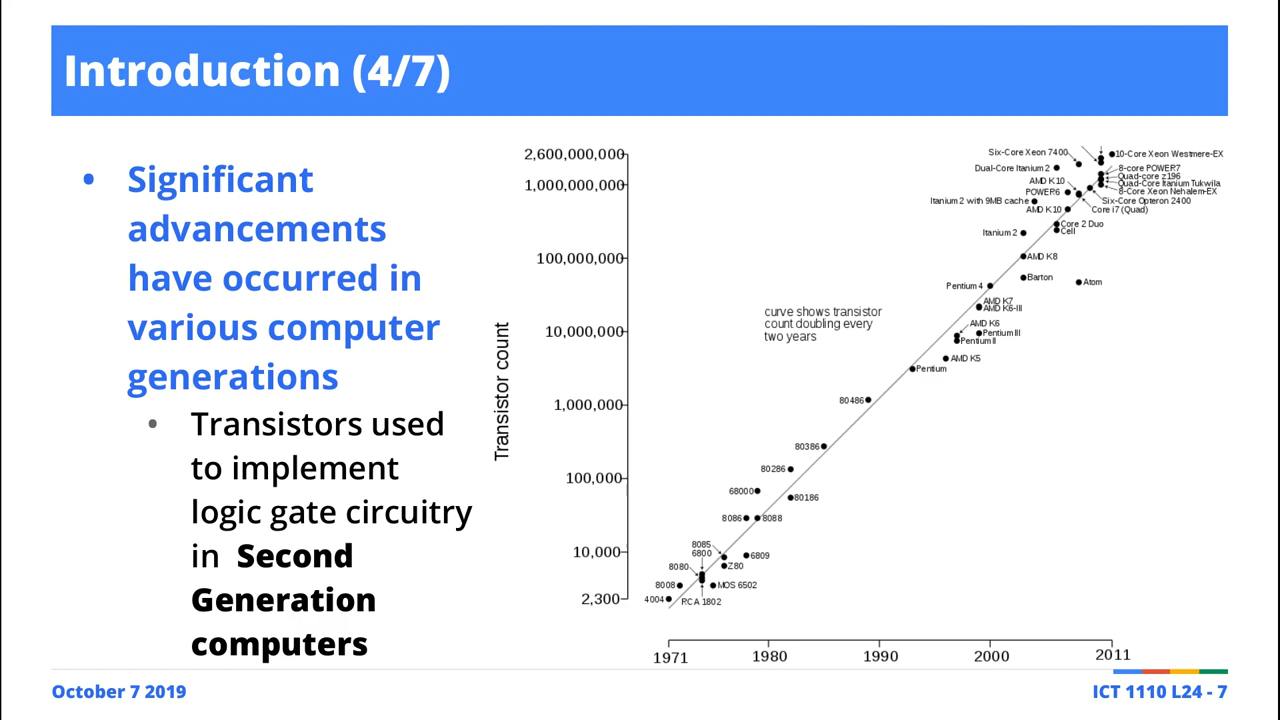 Introduction (4/7)
• Significant
advancements
have occurred in
various computer
generations
• Transistors used
to implement
logic gate circuitry
in Second
Generation
computers
Transistor count
2,600,000,000
1,000,000,000
100,000,000
10,000,000
1,000,000
100,000
10,000
2,300
curve shows transistor
count doubling every
two years
Six-Core Xeon 7400
10-Core Xeon Westmere-EX
Dual-Core Itanium 2
8-core POWER7
Quad-core z196
Quad-Core Itanium Tukwila
8-Core Xeon Nehalem-EX
AMD K10
POWER6
Itanium 2 with 9MB cache
Six-Core Opteron 2400
AMD K10
Core i7 (Quad)
Core 2 Duo
Cell
Itanium 2
AMD K8
Barton
Atom
Pentium 4
AMD K7
AMD K6-III
AMD K6
Pentium III
Pentium II
AMD K5
Pentium
80486
80386
80286
68000
80186
8086
8088
8085
6800
6809
8080
Z80
8008
MOS 6502
4004
RCA 1802
1971
1980
1990
2000
2011
October 7 2019
ICT 1110 L24 - 7